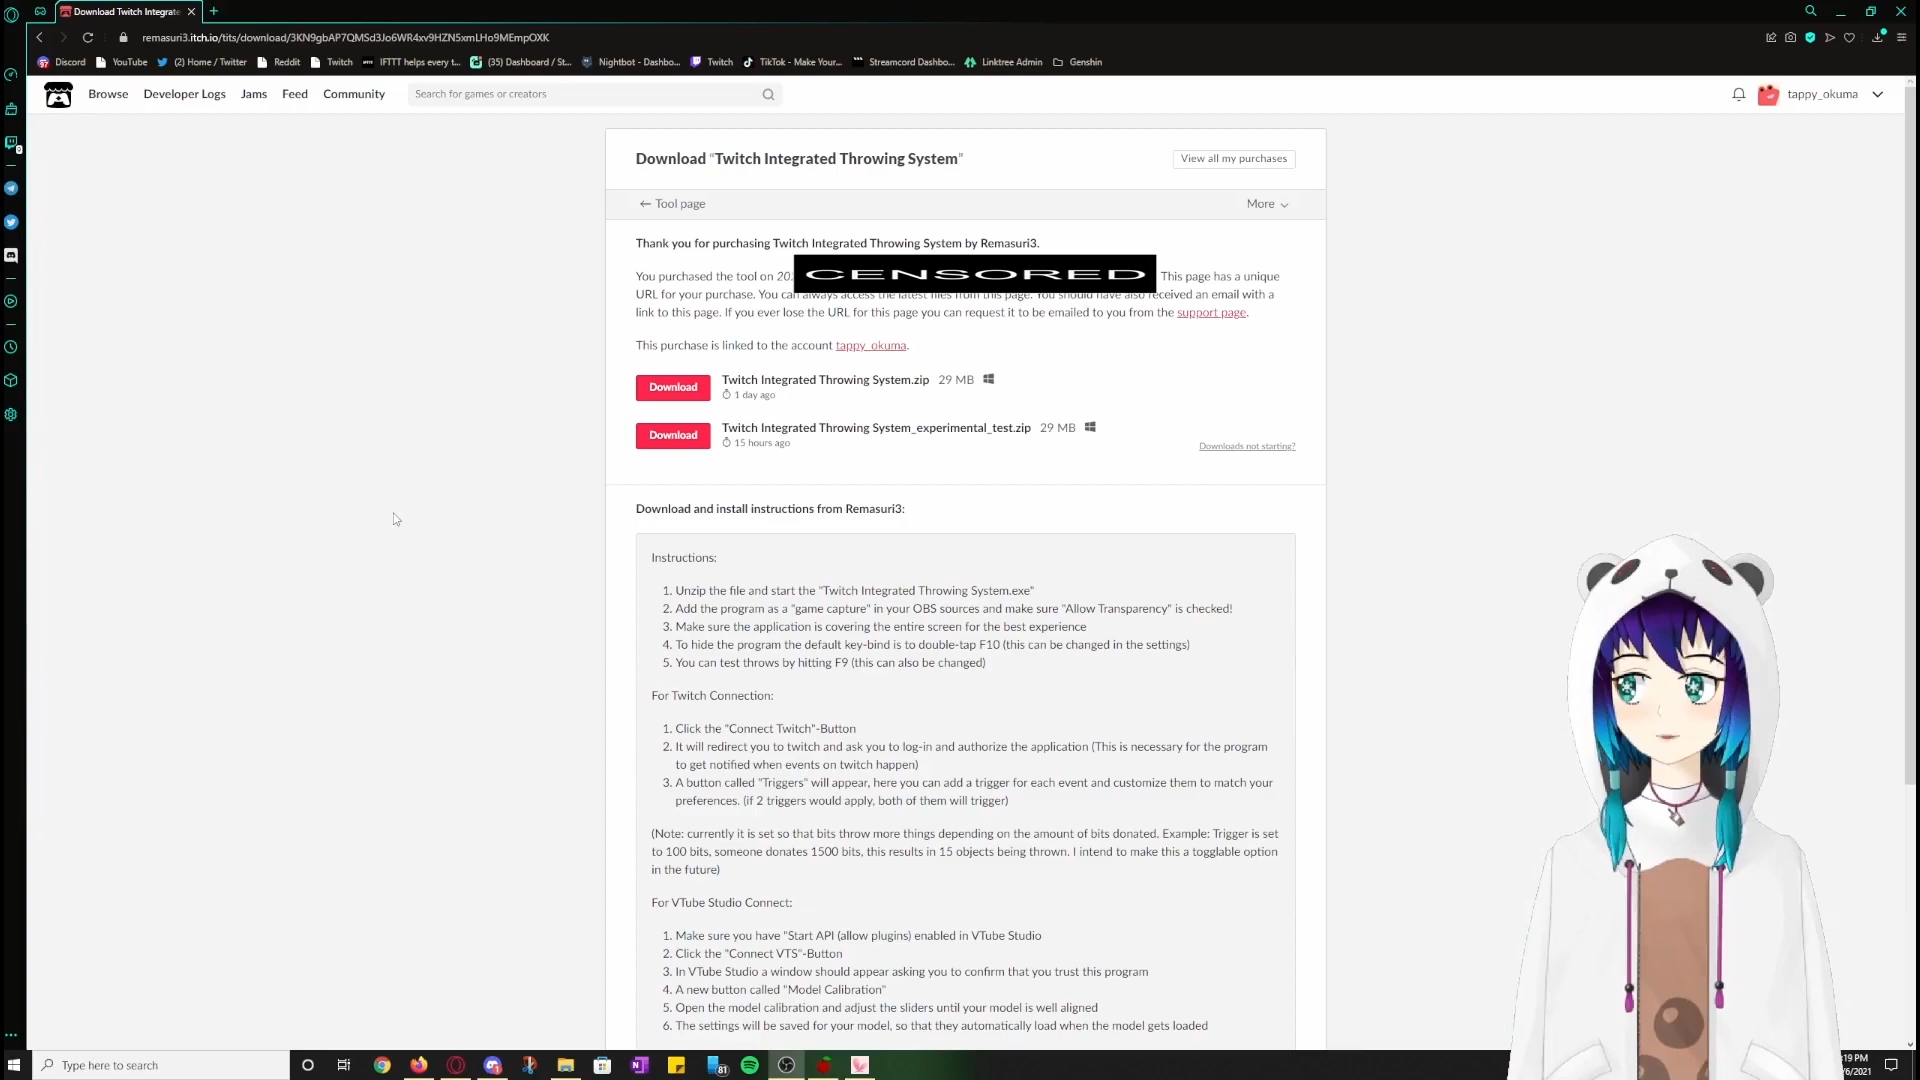 Download Twitch Integrate
remasuri3.itch.io/tits/download/3KN9gbAP7QMSd3Jo6WR4xv9HZN5xmLHo9MEmpOXK
Discord YouTube (2) Home / Twitter Reddit Twitch IFTTT helps every t... (35) Dashboard / St... Nightbot - Dashbo... Twitch TikTok - Make Your... Streamcord Dashbo... Linktree Admin Genshin
Browse Developer Logs Jams Feed Community Search for games or creators tappy_okuma
Download "Twitch Integrated Throwing System" View all my purchases
← Tool page More
Thank you for purchasing Twitch Integrated Throwing System by Remasuri3.
You purchased the tool on 20 CENSORED This page has a unique
URL for your purchase. You can always access the latest files from this page. You should have also received an email with a
link to this page. If you ever lose the URL for this page you can request it to be emailed to you from the support page.
This purchase is linked to the account tappy_okuma.
Download Twitch Integrated Throwing System.zip 29 MB
1 day ago
Download Twitch Integrated Throwing System_experimental_test.zip 29 MB
15 hours ago
Downloads not starting?
Download and install instructions from Remasuri3:
Instructions:
1. Unzip the file and start the "Twitch Integrated Throwing System.exe"
2. Add the program as a "game capture" in your OBS sources and make sure "Allow Transparency" is checked!
3. Make sure the application is covering the entire screen for the best experience
4. To hide the program the default key-bind is to double-tap F10 (this can be changed in the settings)
5. You can test throws by hitting F9 (this can also be changed)
For Twitch Connection:
1. Click the "Connect Twitch"-Button
2. It will redirect you to twitch and ask you to log-in and authorize the application (This is necessary for the program
to get notified when events on twitch happen)
3. A button called "Triggers" will appear, here you can add a trigger for each event and customize them to match your
preferences. (if 2 triggers would apply, both of them will trigger)
(Note: currently it is set so that bits throw more things depending on the amount of bits donated. Example: Trigger is set
to 100 bits, someone donates 1500 bits, this results in 15 objects being thrown. I intend to make this a togglable option
in the future)
For VTube Studio Connect:
1. Make sure you have "Start API (allow plugins) enabled in VTube Studio
2. Click the "Connect VTS"-Button
3. In VTube Studio a window should appear asking you to confirm that you trust this program
4. A new button called "Model Calibration"
5. Open the model calibration and adjust the sliders until your model is well aligned
6. The settings will be saved for your model, so that they automatically load when the model gets loaded
Type here to search 81 :19 PM
/6/2021